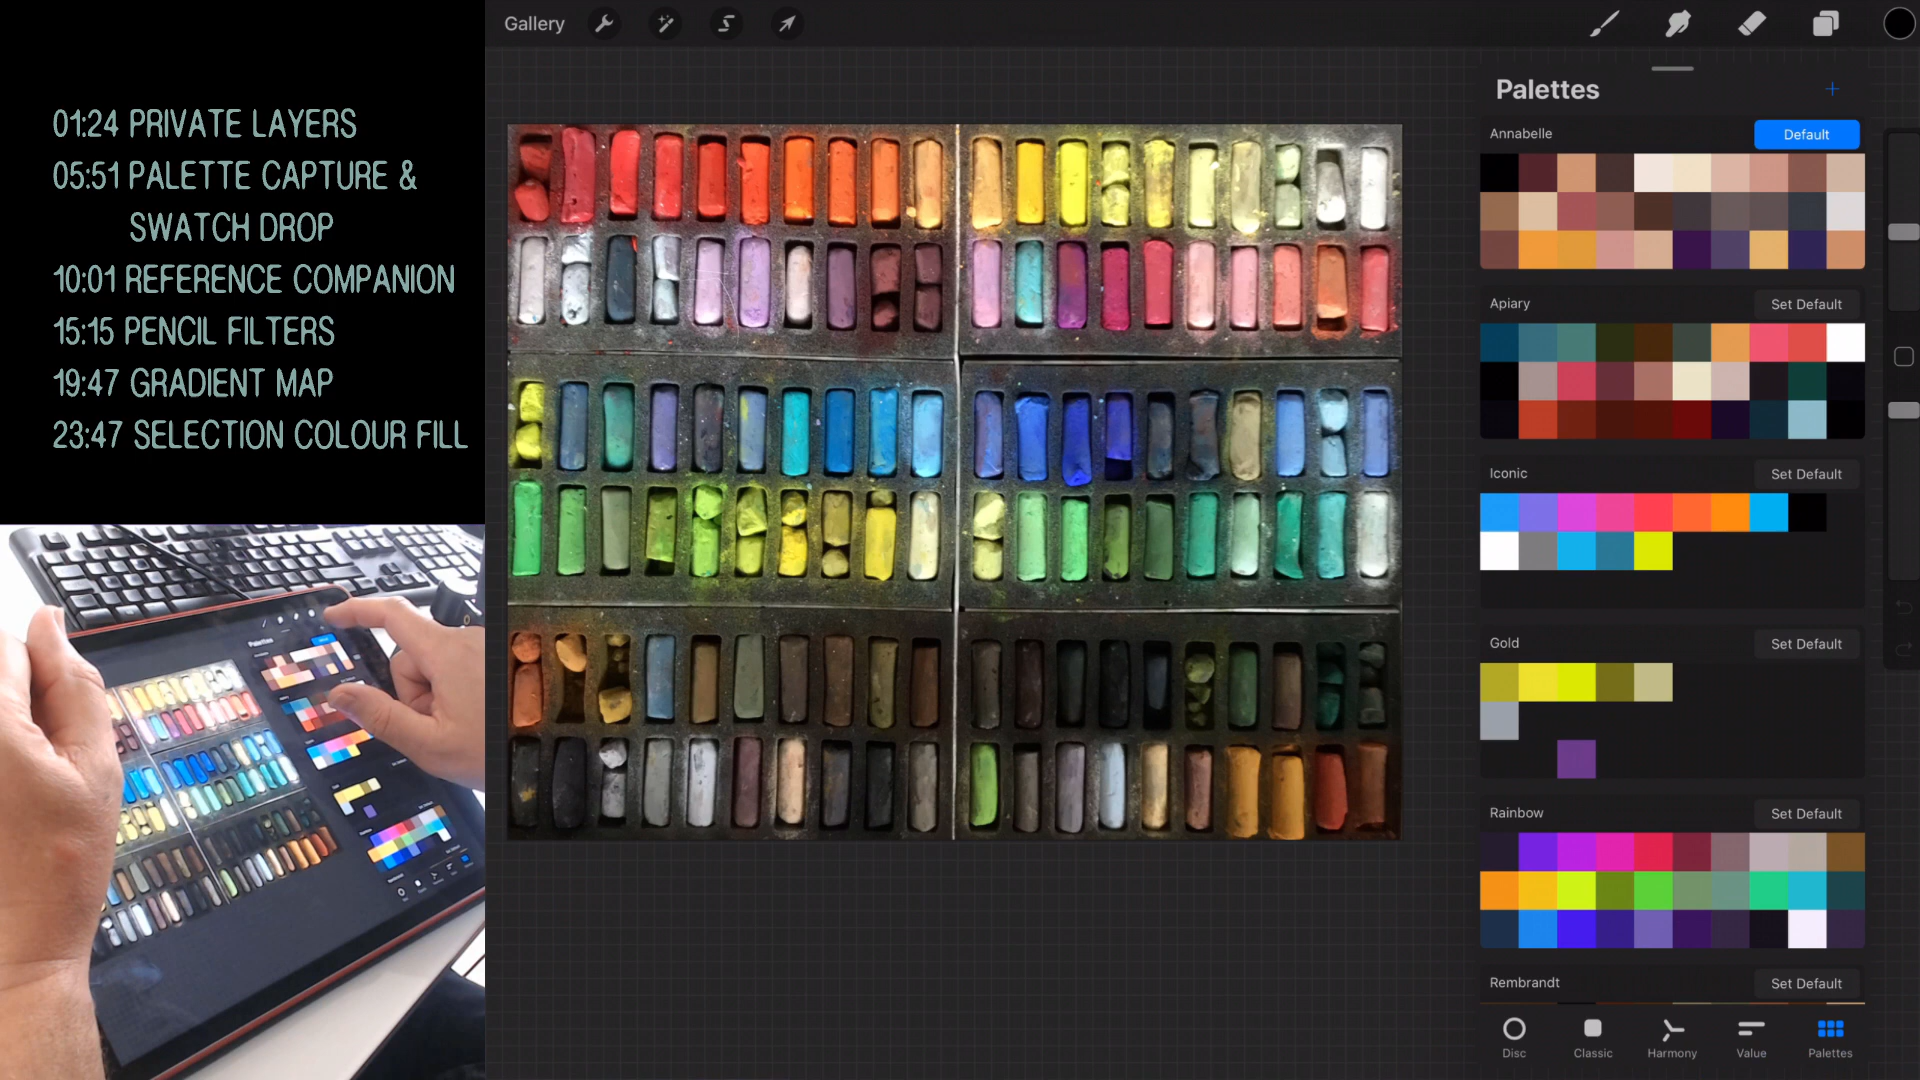 01:24 PRIVATE LAYERS
05:51 PALETTE CAPTURE &
SWATCH DROP
10:01 REFERENCE COMPANION
15:15 PENCIL FILTERS
19:47 GRADIENT MAP
23:47 SELECTION COLOUR FILL
Gallery
Palettes
Annabelle
Default
Apiary
Set Default
Iconic
Set Default
Gold
Set Default
Rainbow
Set Default
Rembrandt
Set Default
Disc
Classic
Harmony
Value
Palettes
Palettes